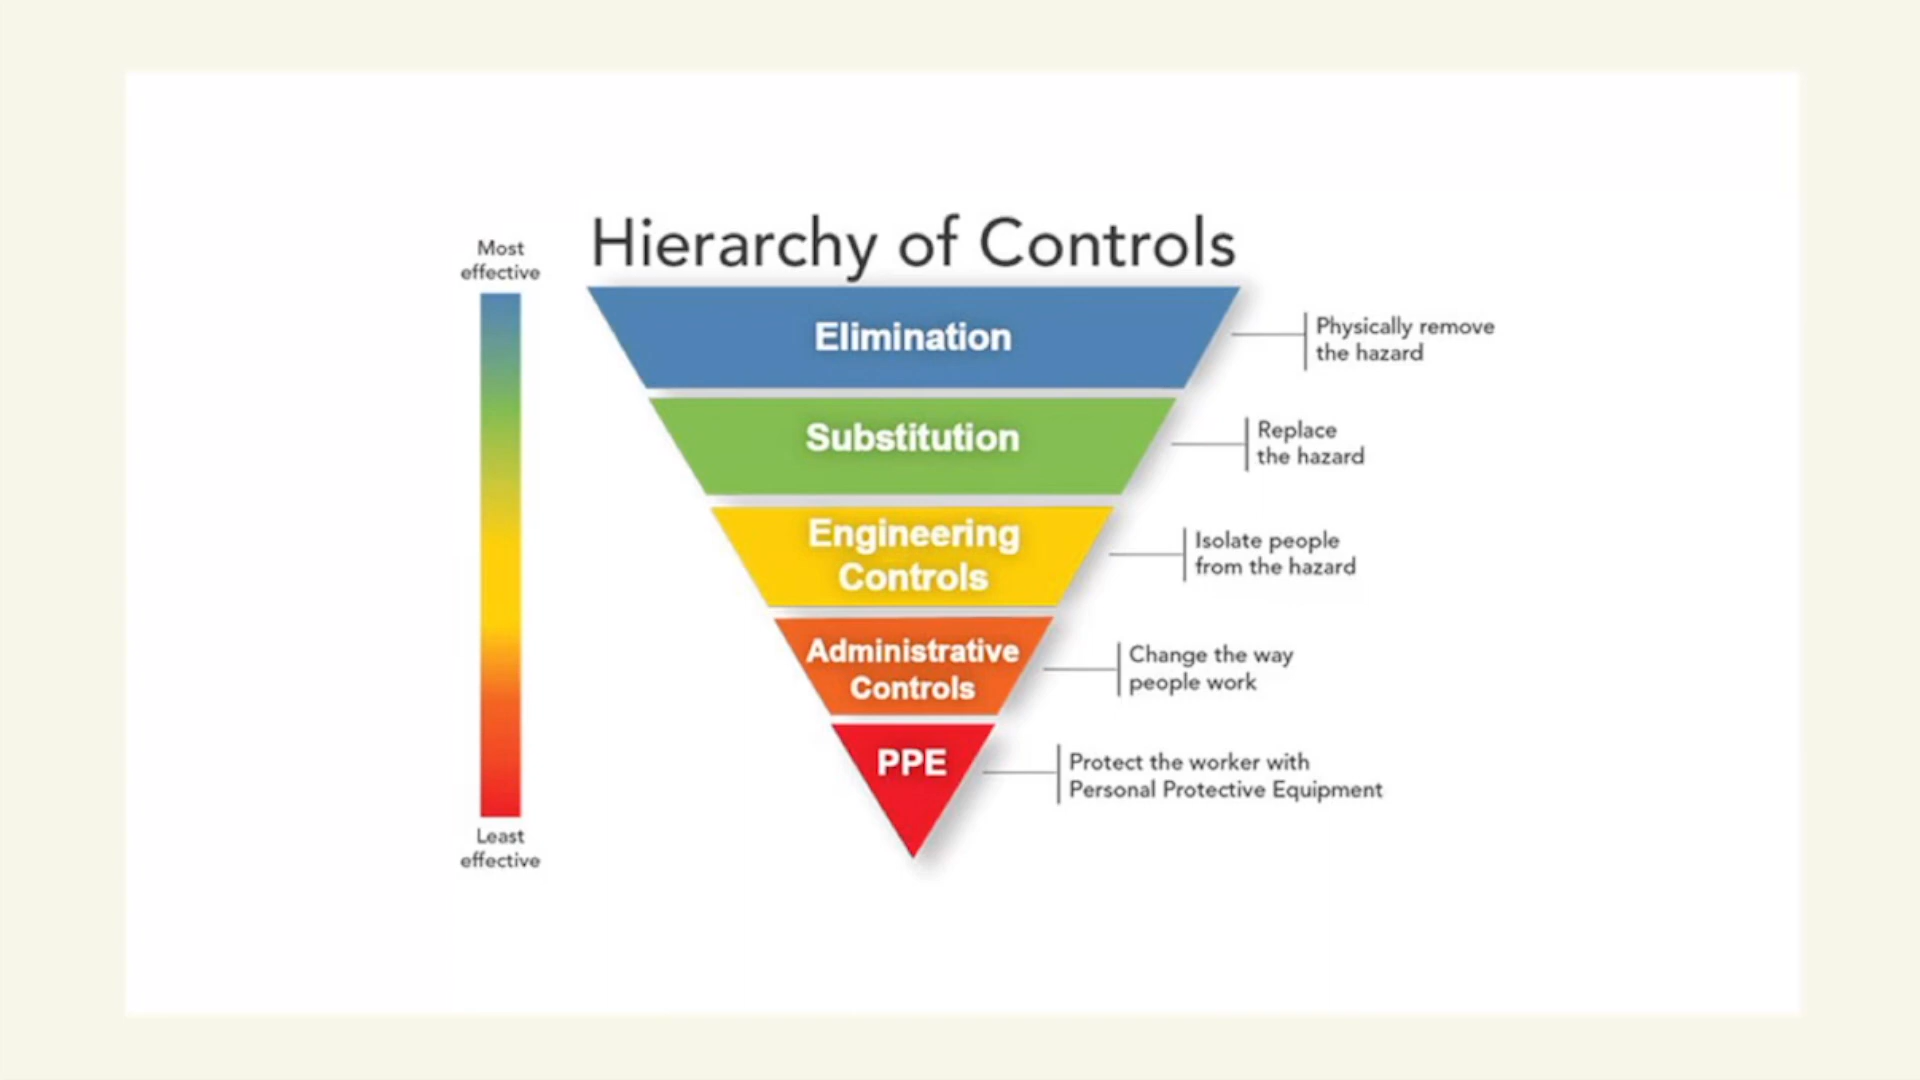 Hierarchy of Controls
Most
effective
Elimination
Physically remove
the hazard
Substitution
Replace
the hazard
Engineering
Controls
Isolate people
from the hazard
Administrative
Controls
Change the way
people work
PPE
Protect the worker with
Personal Protective Equipment
Least
effective